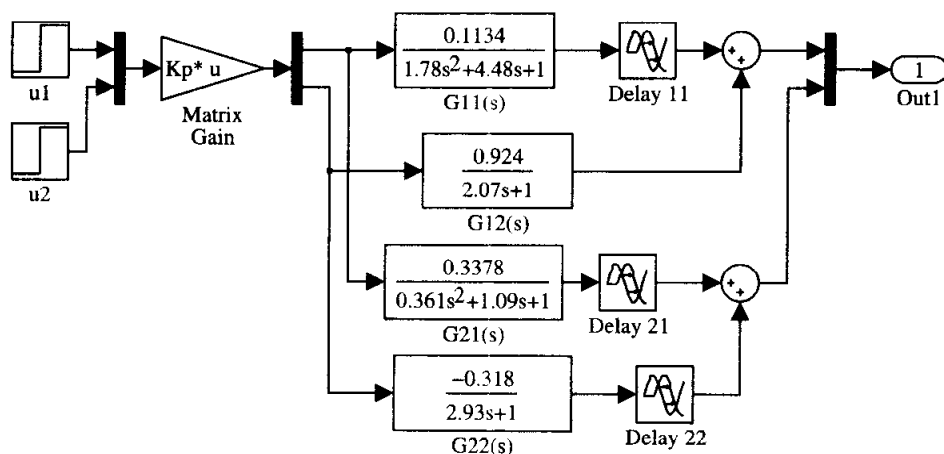 u1
u2
Kp* u
Matrix
Gain
0.1134
1.78s²+4.48s+1
G11(s)
Delay 11
+
+
1
Out1
0.924
2.07s+1
G12(s)
0.3378
0.361s²+1.09s+1
G21(s)
Delay 21
+
+
−0.318
2.93s+1
G22(s)
Delay 22